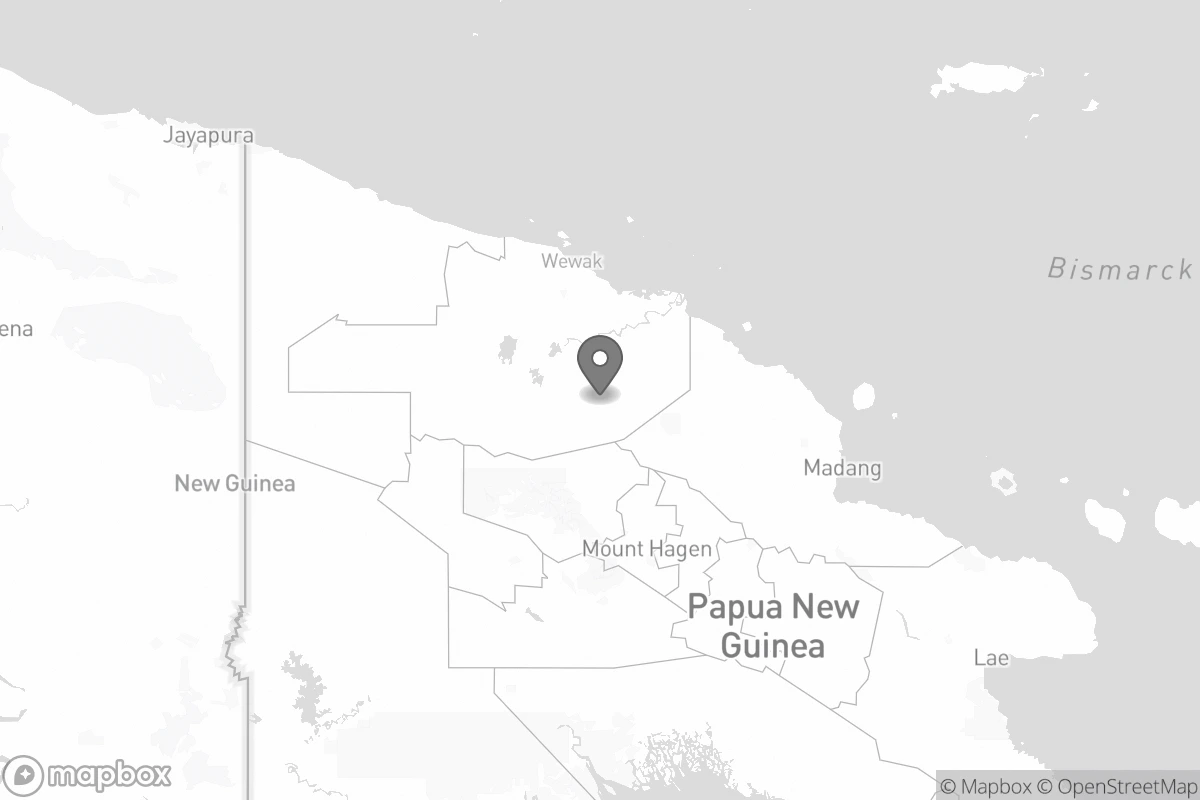 Jayapura
Wewak
Bismarck
ena
Madang
New Guinea
Mount Hagen
Papua New
Guinea
Lae
mapbox
© Mapbox © OpenStreetMap